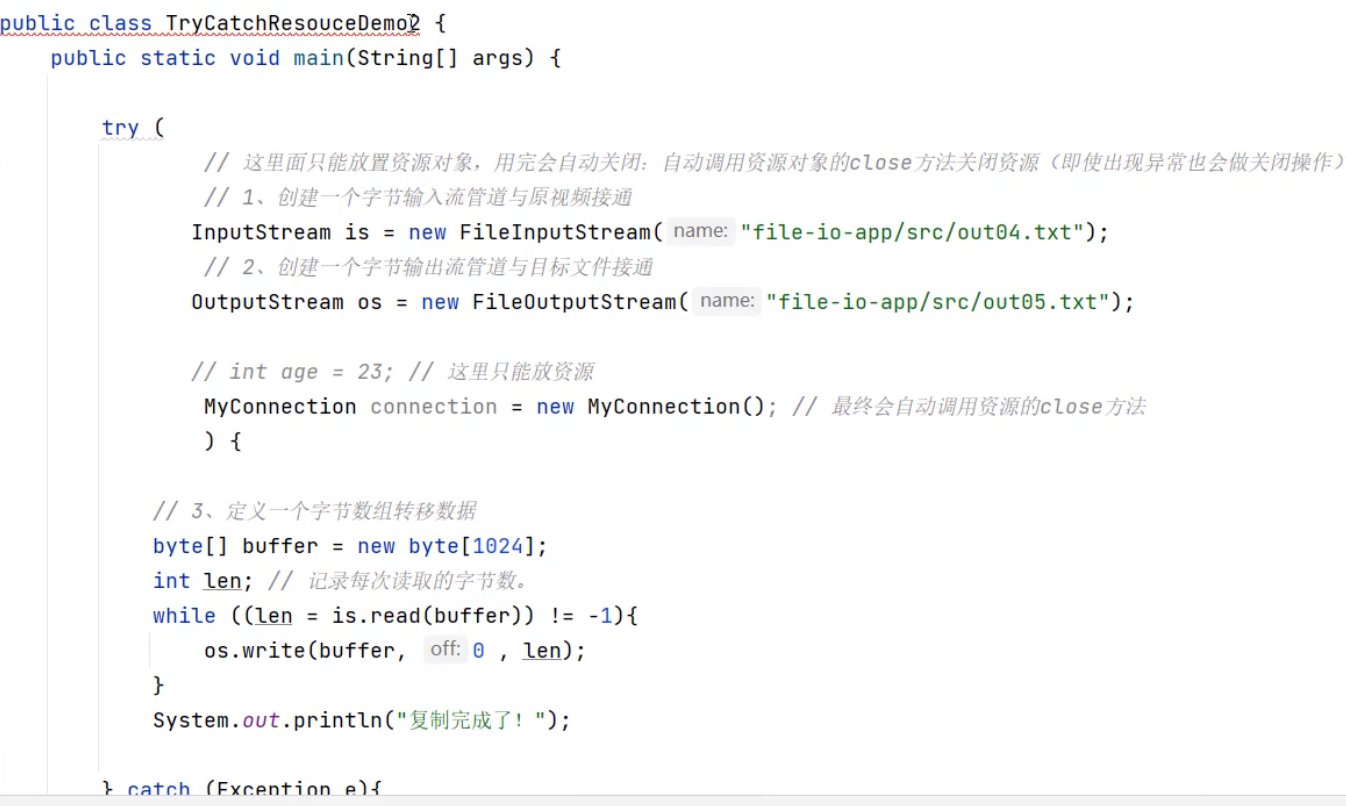 public class TryCatchResouceDemo2 {
public static void main(String[] args) {
try (
// 这里面只能放置资源对象，用完会自动关闭：自动调用资源对象的close方法关闭资源（即使出现异常也会做关闭操作）
// 1、创建一个字节输入流管道与原视频接通
InputStream is = new FileInputStream( name: "file-io-app/src/out04.txt");
// 2、创建一个字节输出流管道与目标文件接通
OutputStream os = new FileOutputStream( name: "file-io-app/src/out05.txt");
// int age = 23; // 这里只能放资源
MyConnection connection = new MyConnection(); // 最终会自动调用资源的close方法
) {
// 3、定义一个字节数组转移数据
byte[] buffer = new byte[1024];
int len; // 记录每次读取的字节数。
while ((len = is.read(buffer)) != -1){
os.write(buffer, off: 0 , len);
}
System.out.println("复制完成了！");
} catch (Exception e){